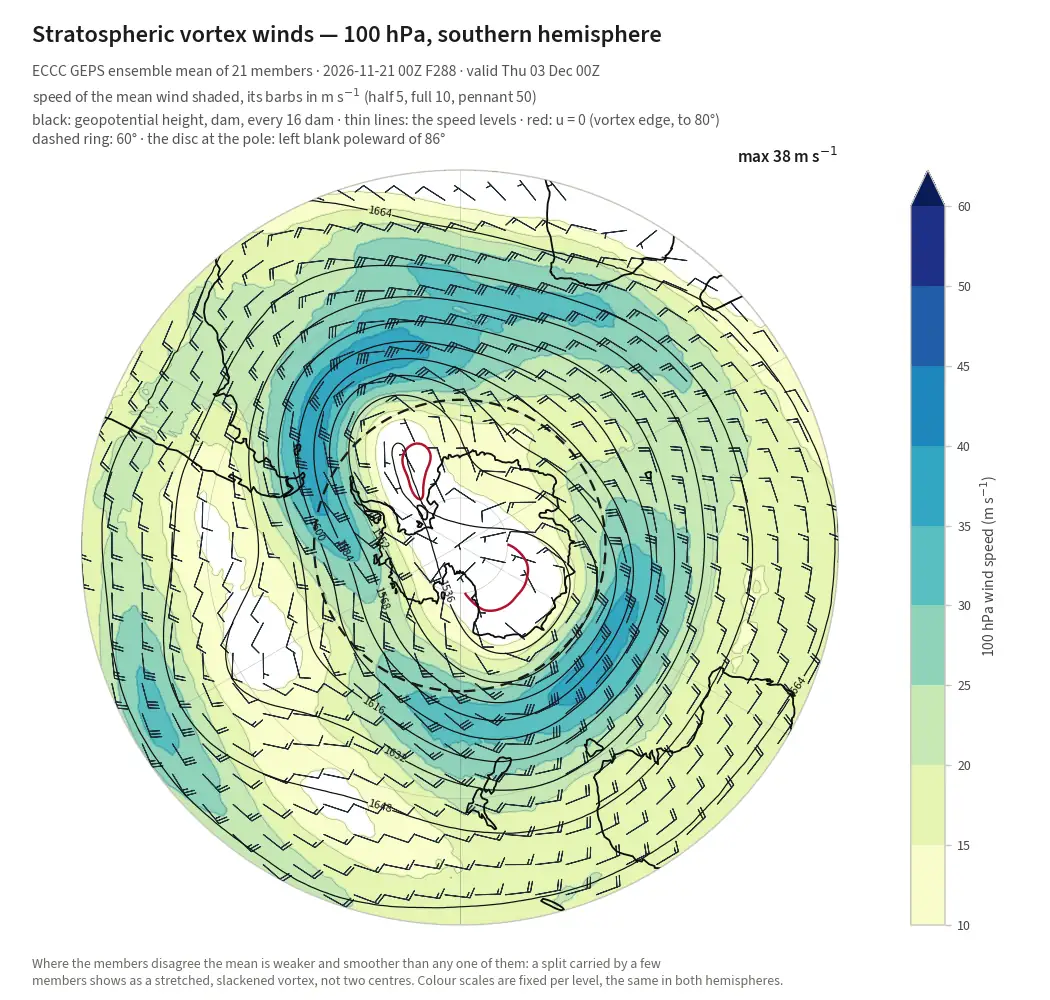 Stratospheric vortex winds — 100 hPa, southern hemisphere
ECCC GEPS ensemble mean of 21 members · 2026-11-21 00Z F288 · valid Thu 03 Dec 00Z
speed of the mean wind shaded, its barbs in m s⁻¹ (half 5, full 10, pennant 50)
black: geopotential height, dam, every 16 dam · thin lines: the speed levels · red: u = 0 (vortex edge, to 80°)
dashed ring: 60° · the disc at the pole: left blank poleward of 86°
max 38 m s⁻¹
1664
60
50
45
40
35
30
25
20
15
10
100 hPa wind speed (m s⁻¹)
1600
1584
1568
1536
1616
1632
1648
1664
Where the members disagree the mean is weaker and smoother than any one of them: a split carried by a few
members shows as a stretched, slackened vortex, not two centres. Colour scales are fixed per level, the same in both hemispheres.